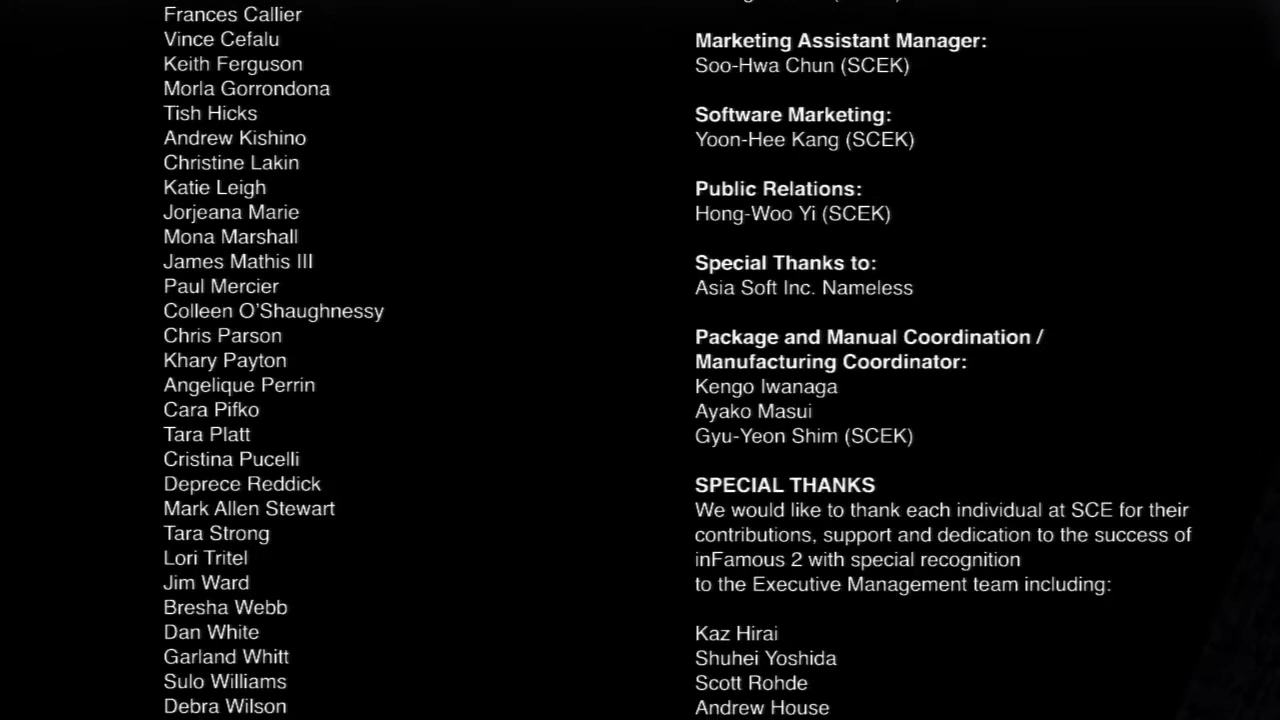 Frances Callier
Vince Cefalu
Keith Ferguson
Morla Gorrondona
Tish Hicks
Andrew Kishino
Christine Lakin
Katie Leigh
Jorjeana Marie
Mona Marshall
James Mathis III
Paul Mercier
Colleen O'Shaughnessy
Chris Parson
Khary Payton
Angelique Perrin
Cara Pifko
Tara Platt
Cristina Pucelli
Deprece Reddick
Mark Allen Stewart
Tara Strong
Lori Tritel
Jim Ward
Bresha Webb
Dan White
Garland Whitt
Sulo Williams
Debra Wilson
Marketing Assistant Manager:
Soo-Hwa Chun (SCEK)
Software Marketing:
Yoon-Hee Kang (SCEK)
Public Relations:
Hong-Woo Yi (SCEK)
Special Thanks to:
Asia Soft Inc. Nameless
Package and Manual Coordination /
Manufacturing Coordinator:
Kengo Iwanaga
Ayako Masui
Gyu-Yeon Shim (SCEK)
SPECIAL THANKS
We would like to thank each individual at SCE for their
contributions, support and dedication to the success of
inFamous 2 with special recognition
to the Executive Management team including:
Kaz Hirai
Shuhei Yoshida
Scott Rohde
Andrew House